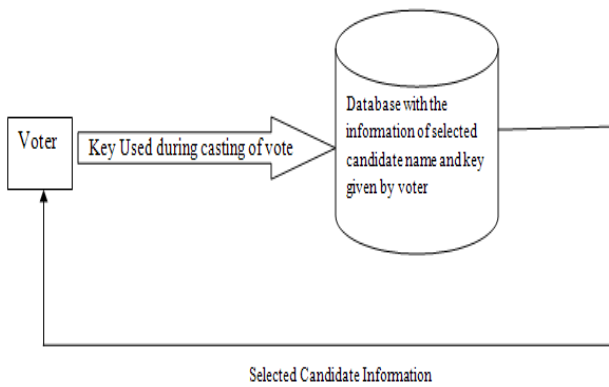 Voter
Key Used during casting of vote
Database with the
information of selected
candidate name and key
given by voter
Selected Candidate Information